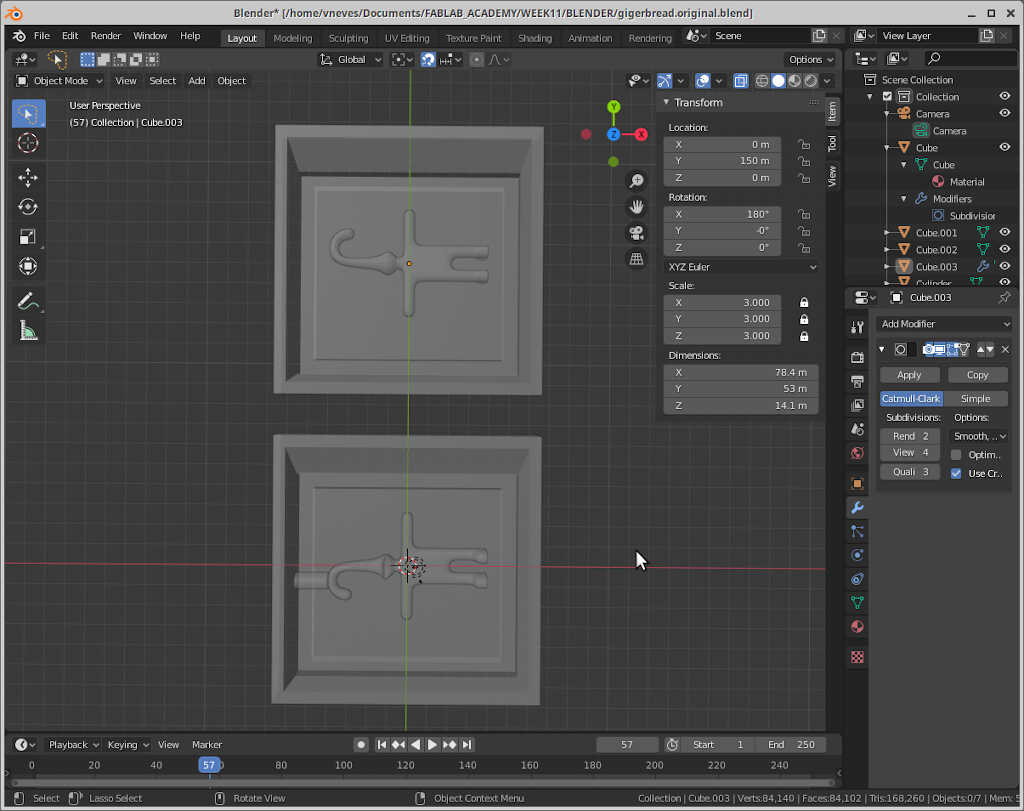 Blender* [/home/vneves/Documents/FABLAB_ACADEMY/WEEK11/BLENDER/gigerbread.original.blend]
File Edit Render Window Help Layout Modeling Sculpting UV Editing Texture Paint Shading Animation Rendering Scene View Layer
Global Options
Object Mode View Select Add Object
User Perspective
(57) Collection | Cube.003
Y
Z
X
Transform
Location:
X 0 m
Y 150 m
Z 0 m
Rotation:
X 180°
Y -0°
Z 0°
XYZ Euler
Scale:
X 3.000
Y 3.000
Z 3.000
Dimensions:
X 78.4 m
Y 53 m
Z 14.1 m
Item
Tool
View
Scene Collection
Collection
Camera
Camera
Cube
Cube
Material
Modifiers
Subdivisior
Cube.001
Cube.002
Cube.003
Cylinder
Cube.003
Add Modifier
Apply Copy
Catmull-Clark Simple
Subdivisions: Options:
Rend 2 Smooth, ..
View 4 Optim..
Quali 3 Use Cr..
Playback Keying View Marker 57 Start 1 End 250
0 20 40 57 80 100 120 140 160 180 200 220 240
Select Lasso Select Rotate View Object Context Menu Collection | Cube.003 | Verts:84,140 | Faces:84,102 | Tris:168,260 | Objects:0/7 | Mem: 5